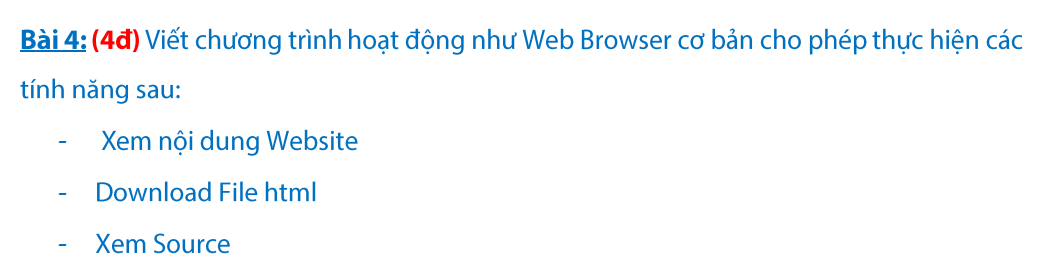 Bài 4: (4đ) Viết chương trình hoạt động như Web Browser cơ bản cho phép thực hiện các
tính năng sau:
- Xem nội dung Website
- Download File html
- Xem Source